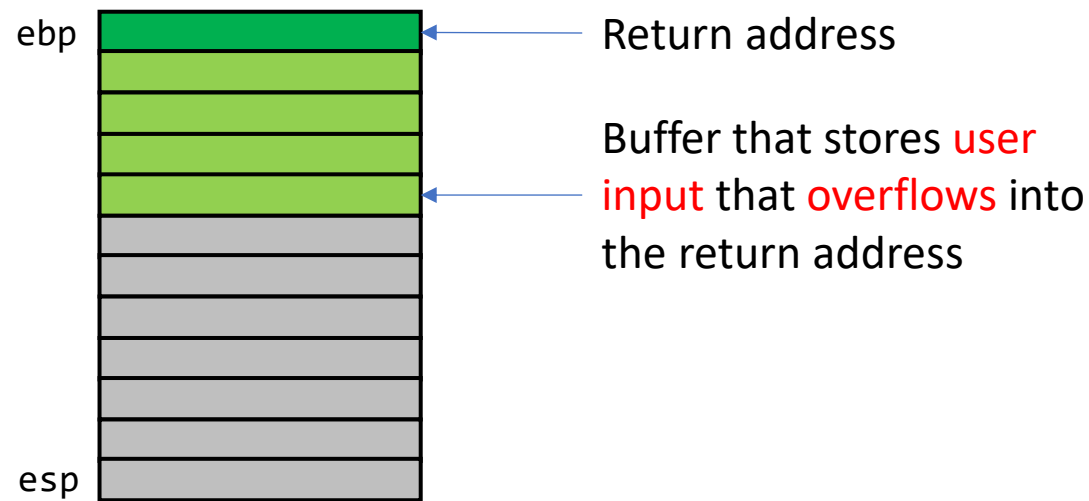 ebp
Return address
Buffer that stores user
input that overflows into
the return address
esp